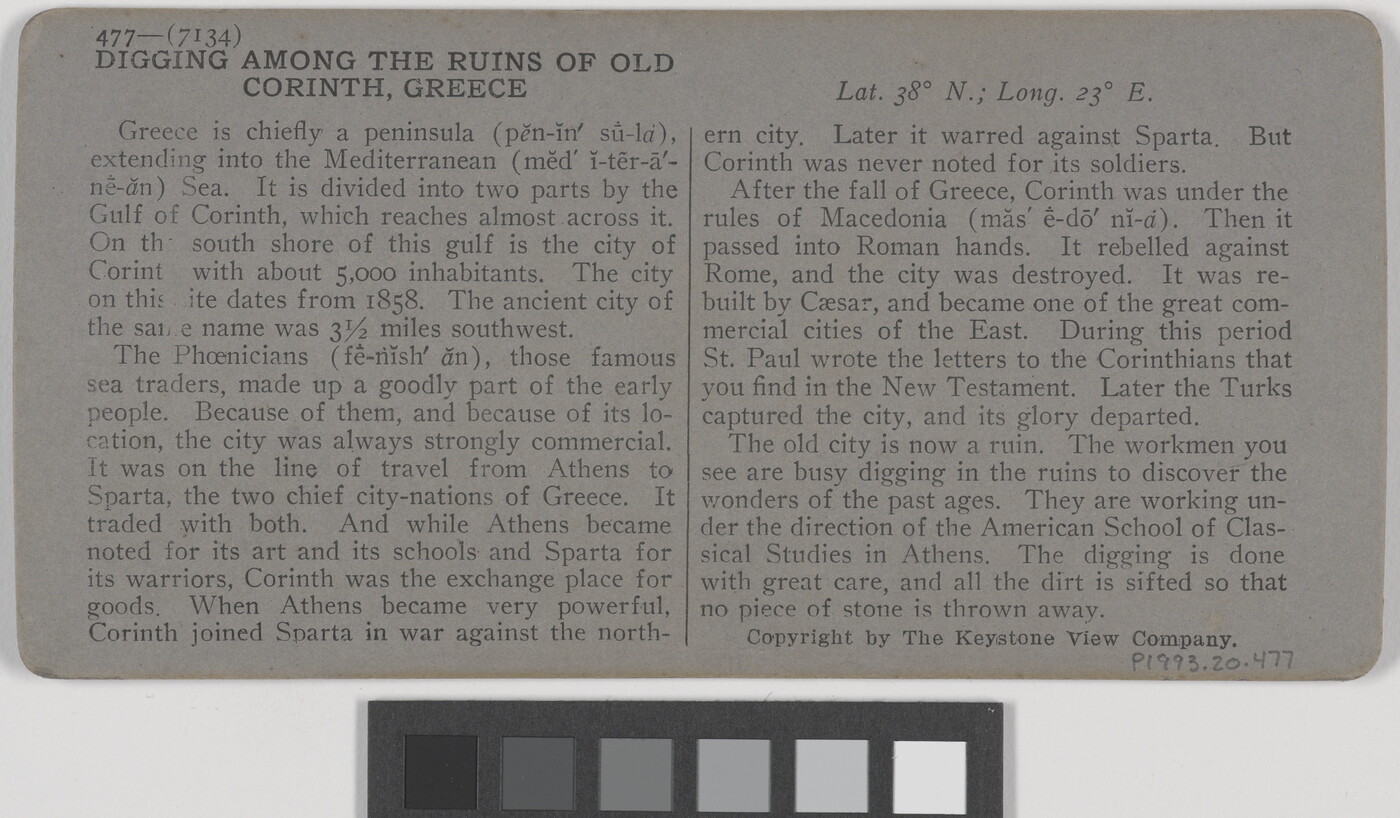 477—(7134)
DIGGING AMONG THE RUINS OF OLD
CORINTH, GREECE
Greece is chiefly a peninsula (pĕn-ĭn′ sû̇-lȧ),
extending into the Mediterranean (mĕd′ ĭ-tẽr-ā′-
nē̇-ăn) Sea. It is divided into two parts by the
Gulf of Corinth, which reaches almost across it.
On th south shore of this gulf is the city of
Corint with about 5,000 inhabitants. The city
on this ite dates from 1858. The ancient city of
the same name was 3½ miles southwest.
The Phœnicians (fē̇-nĭsh′ ăn), those famous
sea traders, made up a goodly part of the early
people. Because of them, and because of its lo-
cation, the city was always strongly commercial.
It was on the line of travel from Athens to
Sparta, the two chief city-nations of Greece. It
traded with both. And while Athens became
noted for its art and its schools and Sparta for
its warriors, Corinth was the exchange place for
goods. When Athens became very powerful,
Corinth joined Sparta in war against the north-
Lat. 38° N.; Long. 23° E.
ern city. Later it warred against Sparta. But
Corinth was never noted for its soldiers.
After the fall of Greece, Corinth was under the
rules of Macedonia (măs′ ē̇-dō′ nĭ-ȧ). Then it
passed into Roman hands. It rebelled against
Rome, and the city was destroyed. It was re-
built by Cæsar, and became one of the great com-
mercial cities of the East. During this period
St. Paul wrote the letters to the Corinthians that
you find in the New Testament. Later the Turks
captured the city, and its glory departed.
The old city is now a ruin. The workmen you
see are busy digging in the ruins to discover the
wonders of the past ages. They are working un-
der the direction of the American School of Clas-
sical Studies in Athens. The digging is done
with great care, and all the dirt is sifted so that
no piece of stone is thrown away.
Copyright by The Keystone View Company.
P1993.20.477